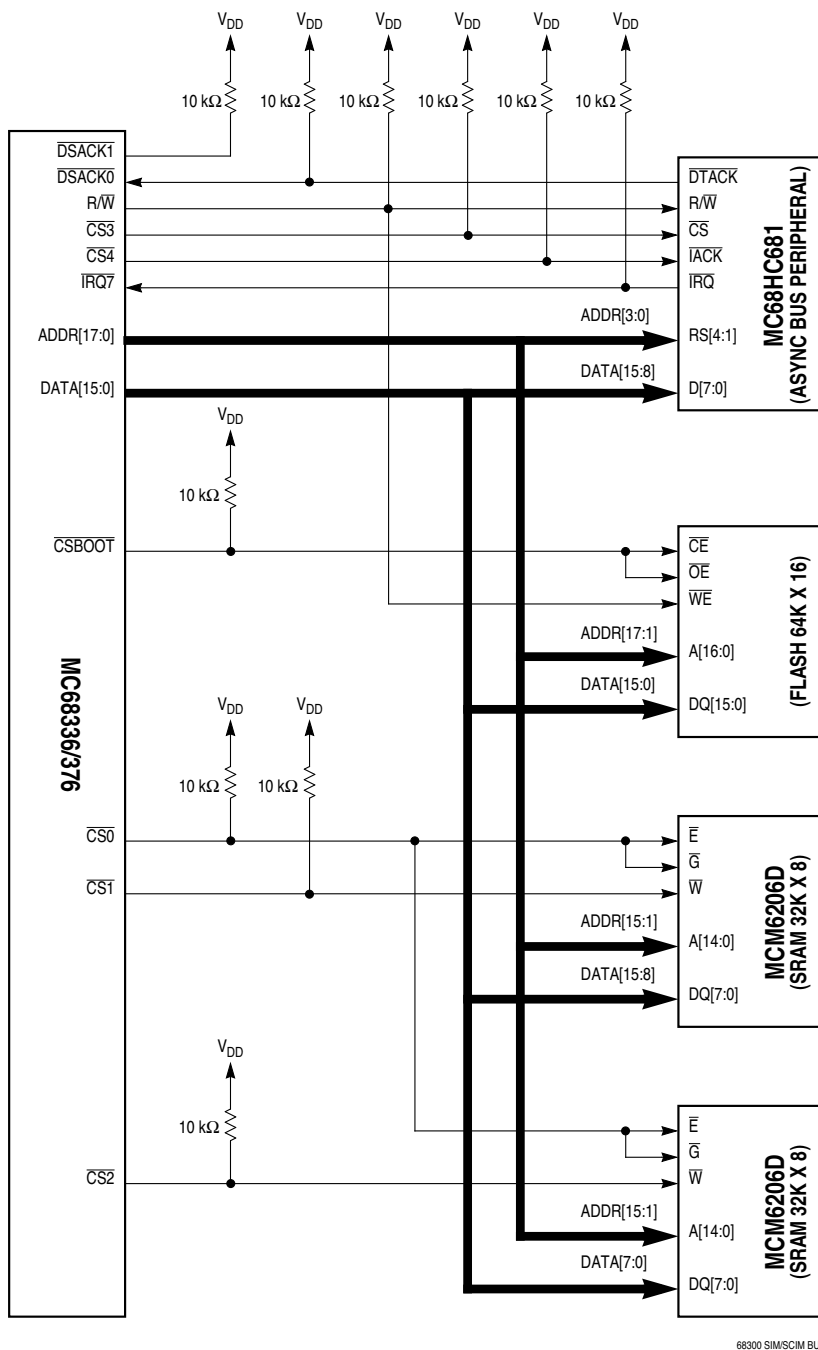 VDD VDD VDD VDD VDD VDD
10 kΩ 10 kΩ 10 kΩ 10 kΩ 10 kΩ 10 kΩ
MC68336/376
DSACK1
DSACK0
R/W
CS3
CS4
IRQ7
ADDR[17:0]
DATA[15:0]
DTACK
R/W
CS
IACK
IRQ
ADDR[3:0]
RS[4:1]
DATA[15:8]
D[7:0]
MC68HC681
(ASYNC BUS PERIPHERAL)
VDD
10 kΩ
CSBOOT
CE
OE
WE
ADDR[17:1]
A[16:0]
DATA[15:0]
DQ[15:0]
(FLASH 64K X 16)
VDD VDD
10 kΩ 10 kΩ
CS0
CS1
E
G
W
ADDR[15:1]
A[14:0]
DATA[15:8]
DQ[7:0]
MCM6206D
(SRAM 32K X 8)
VDD
10 kΩ
CS2
E
G
W
ADDR[15:1]
A[14:0]
DATA[7:0]
DQ[7:0]
MCM6206D
(SRAM 32K X 8)
68300 SIM/SCIM